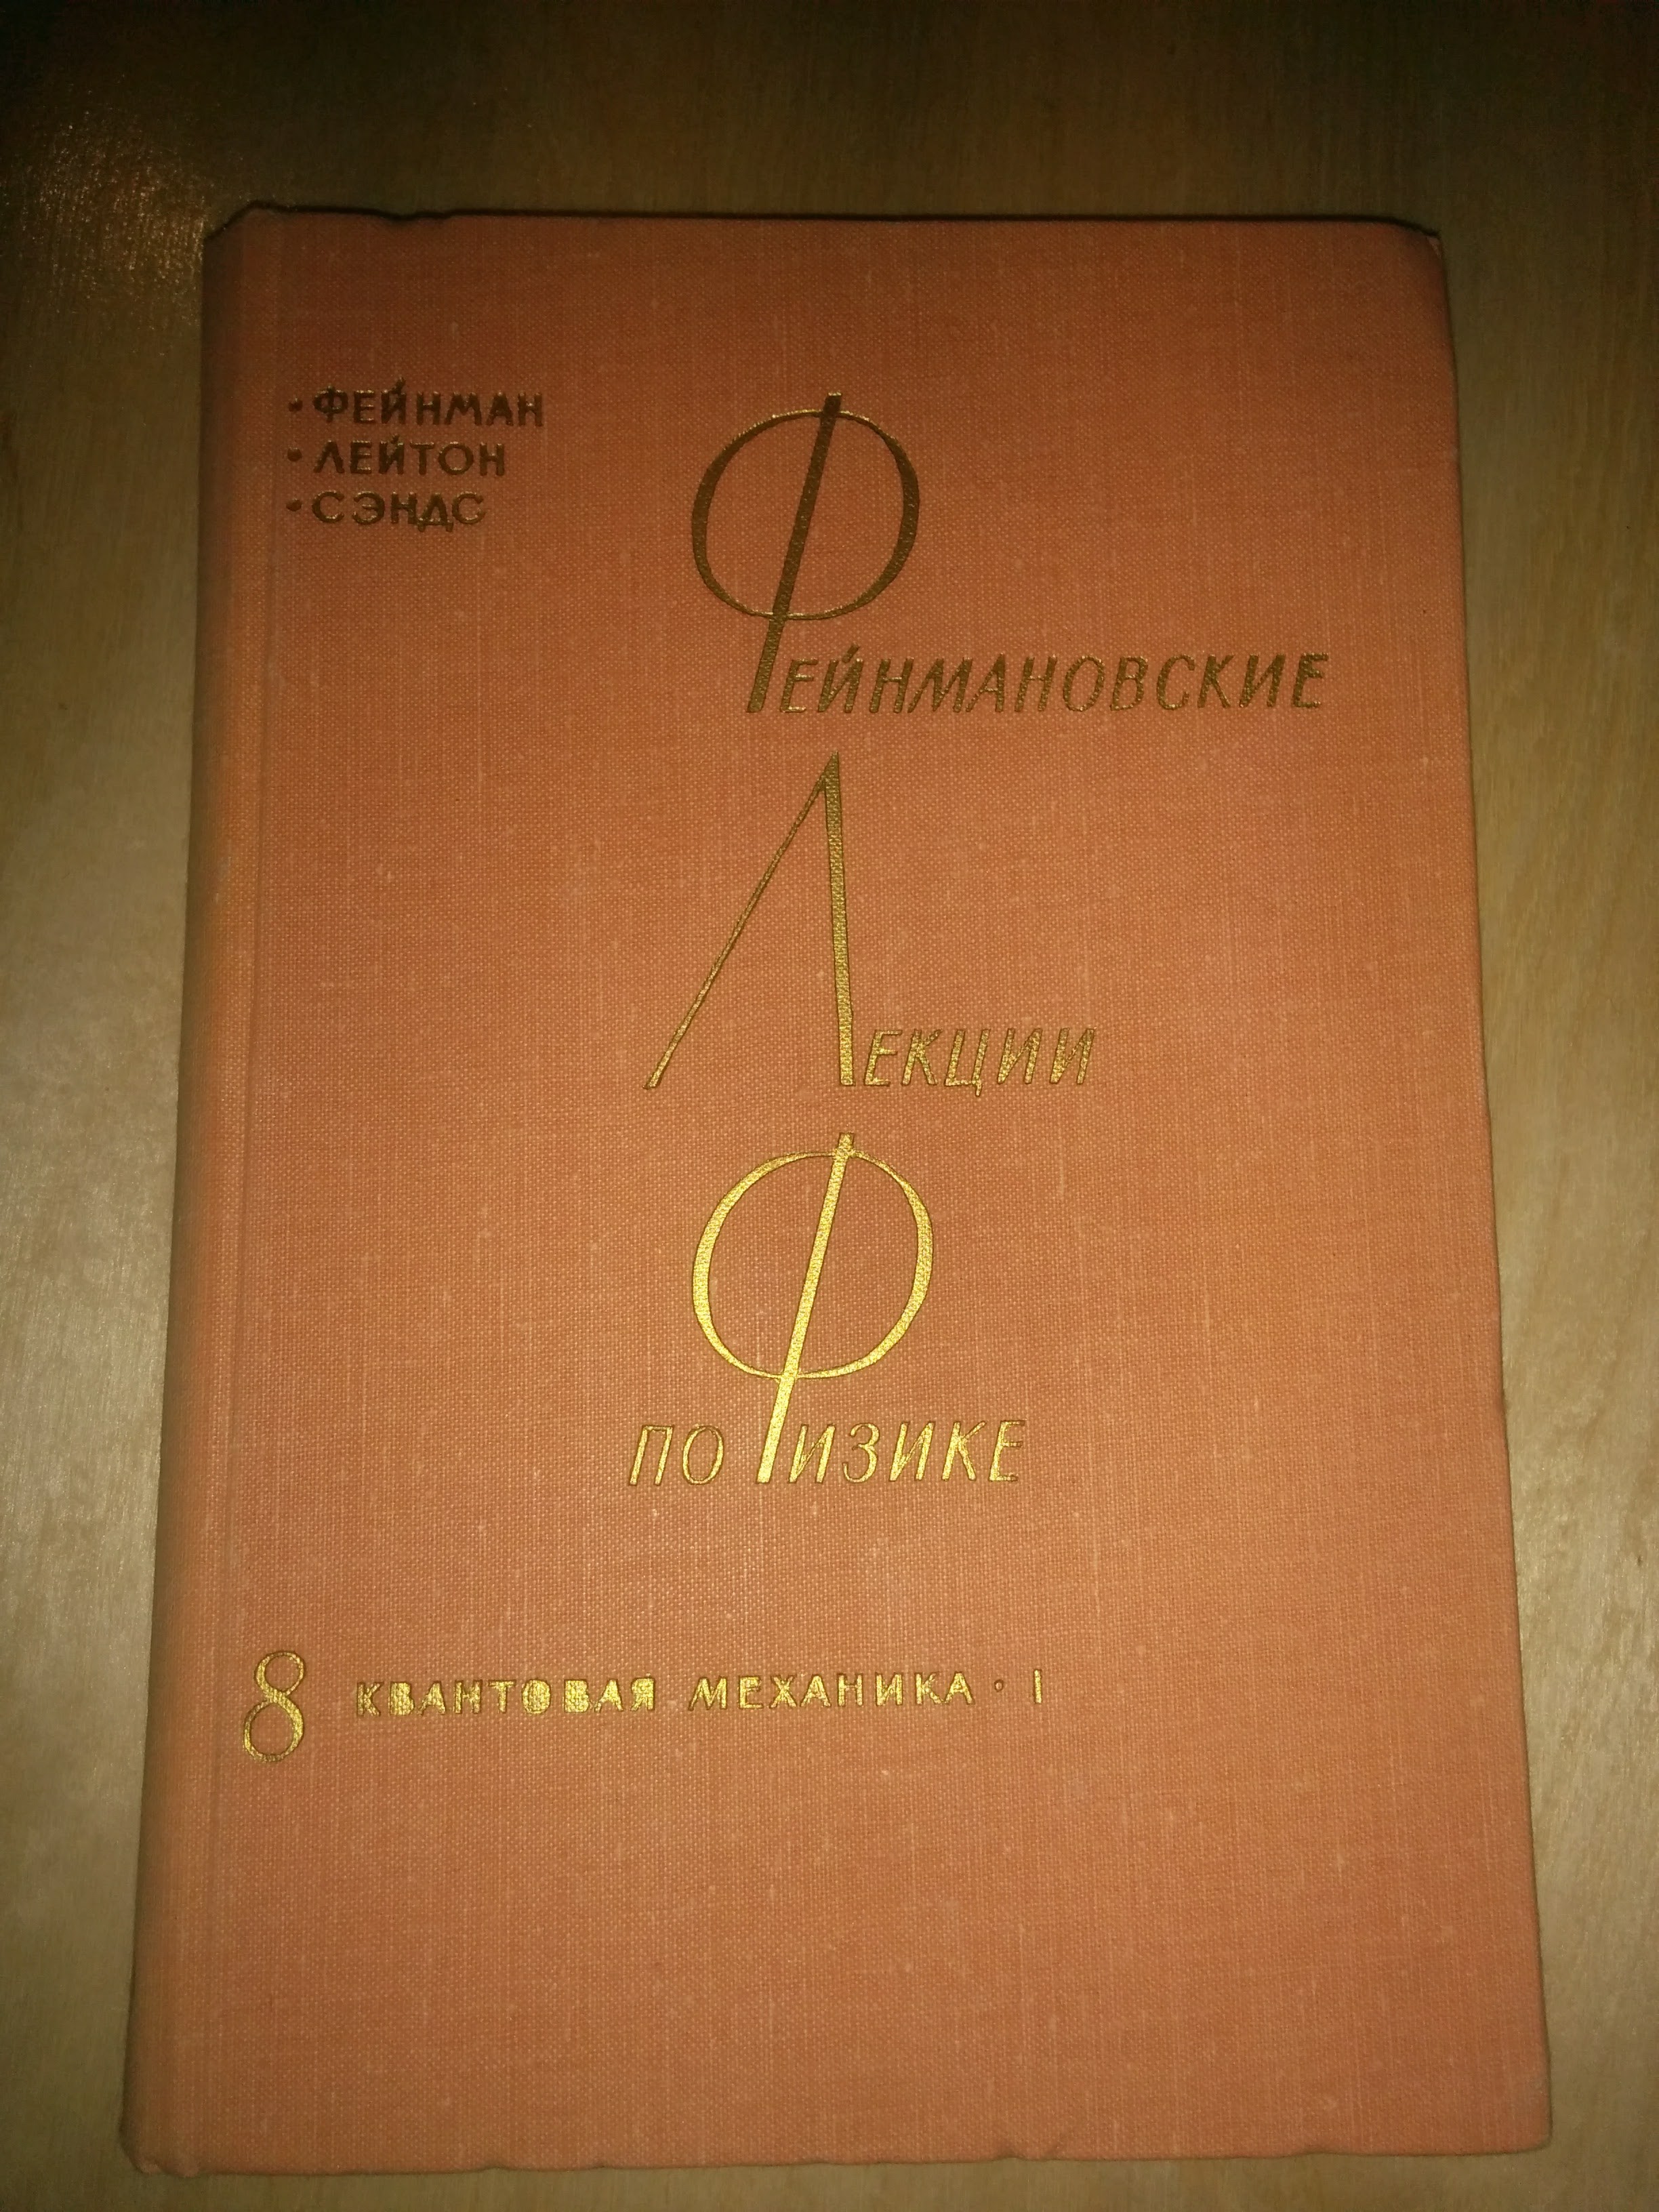 • ФЕЙНМАН
• ЛЕЙТОН
• СЭНДС
ФЕЙНМАНОВСКИЕ
ЛЕКЦИИ
ПО ФИЗИКЕ
8 КВАНТОВАЯ МЕХАНИКА • I